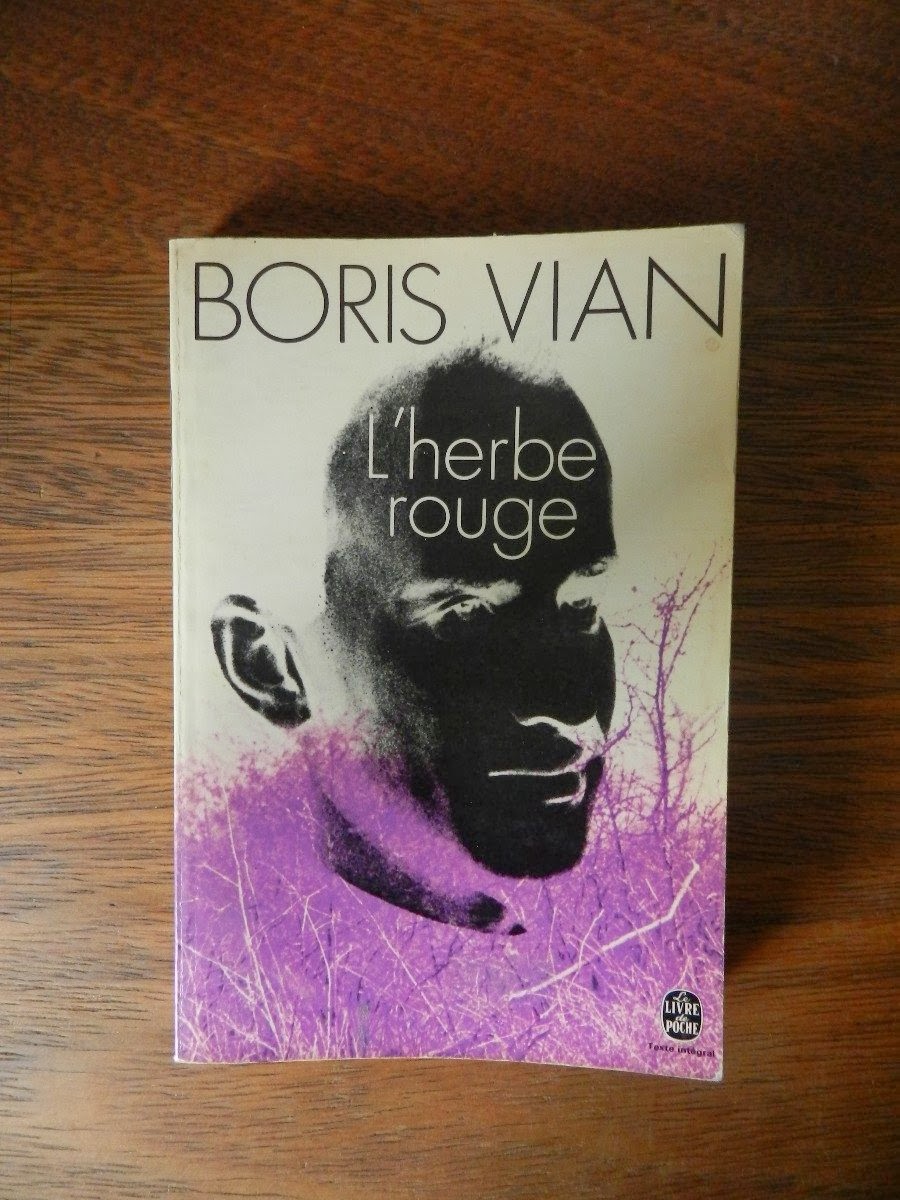 BORIS VIAN
L'herbe
rouge
Le
LIVRE
de
POCHE
Texte intégral